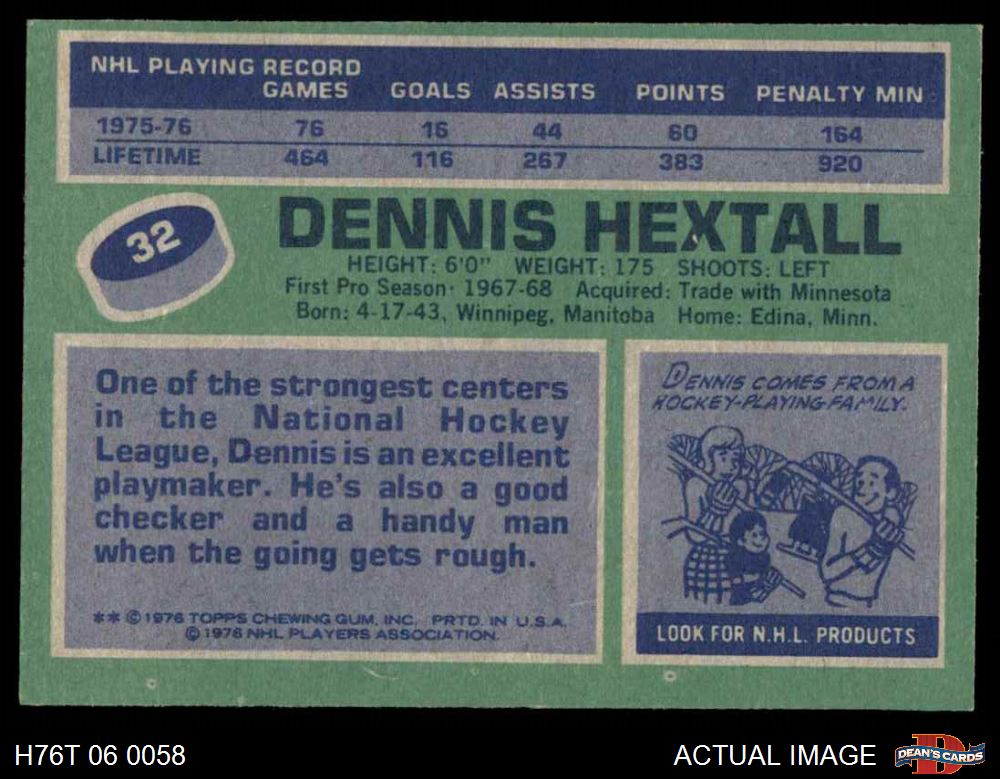 NHL PLAYING RECORD
GAMES GOALS ASSISTS POINTS PENALTY MIN
1975-76 76 16 44 60 164
LIFETIME 464 116 267 383 920
32
DENNIS HEXTALL
HEIGHT: 6'0" WEIGHT: 175 SHOOTS: LEFT
First Pro Season: 1967-68 Acquired: Trade with Minnesota
Born: 4-17-43, Winnipeg, Manitoba Home: Edina, Minn.
One of the strongest centers
in the National Hockey
League, Dennis is an excellent
playmaker. He's also a good
checker and a handy man
when the going gets rough.
** © 1976 TOPPS CHEWING GUM, INC. PRTD. IN U.S.A.
© 1976 NHL PLAYERS ASSOCIATION.
DENNIS COMES FROM A
HOCKEY-PLAYING FAMILY.
LOOK FOR N.H.L. PRODUCTS
H76T 06 0058
ACTUAL IMAGE
D
DEAN'S CARDS